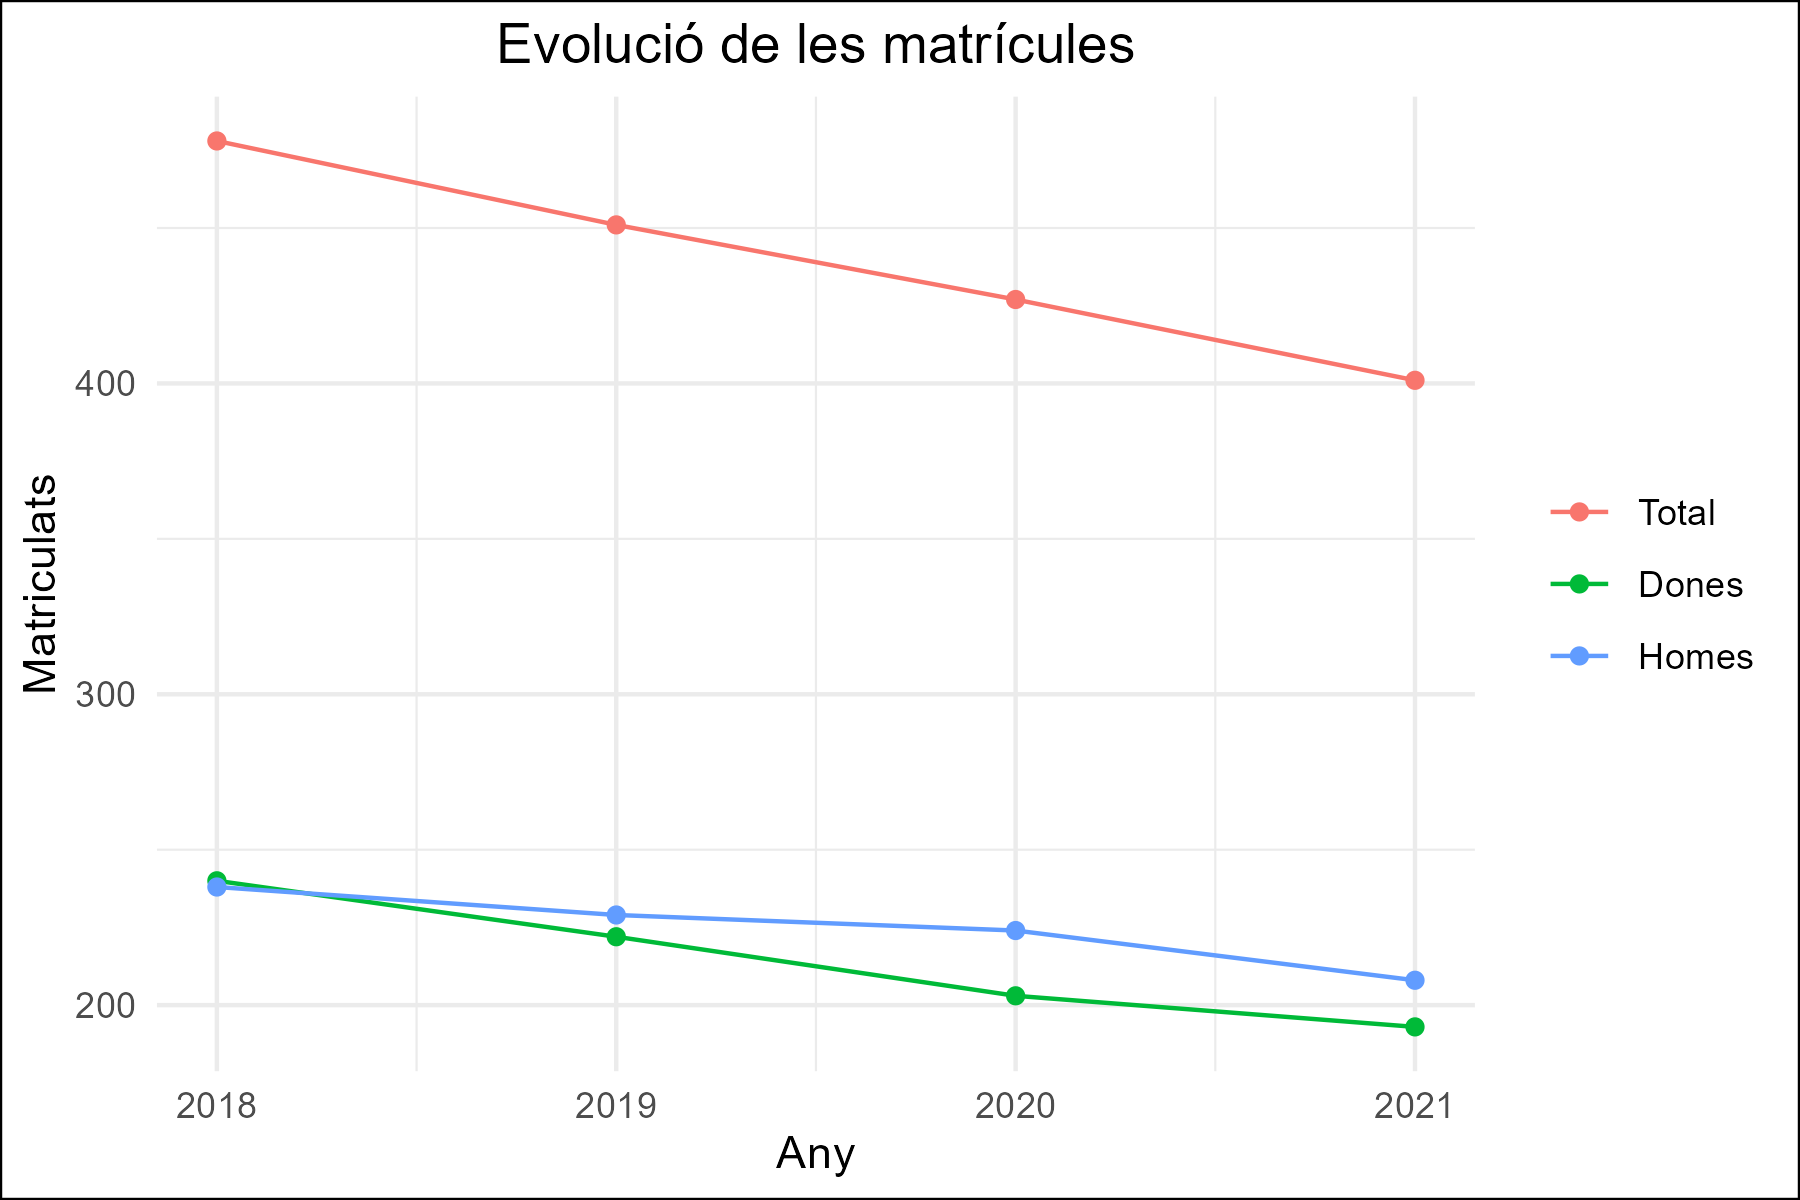 Evolució de les matrícules
Matriculats
400
300
200
2018
2019
2020
2021
Any
Total
Dones
Homes